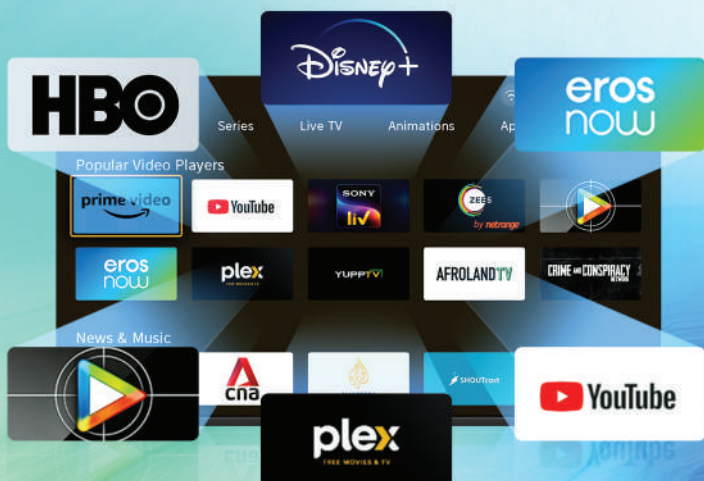 DISNEY+
HBO
eros
now
Series
Live TV
Animations
Popular Video Players
prime video
YouTube
SONY
liv
ZEE5
by netrange
eros
now
plex
YUPPTV
AFROLANDTV
CRIME AND CONSPIRACY
NETWORK
News & Music
cna
SHOUTcast
YouTube
plex
FREE MOVIES & TV